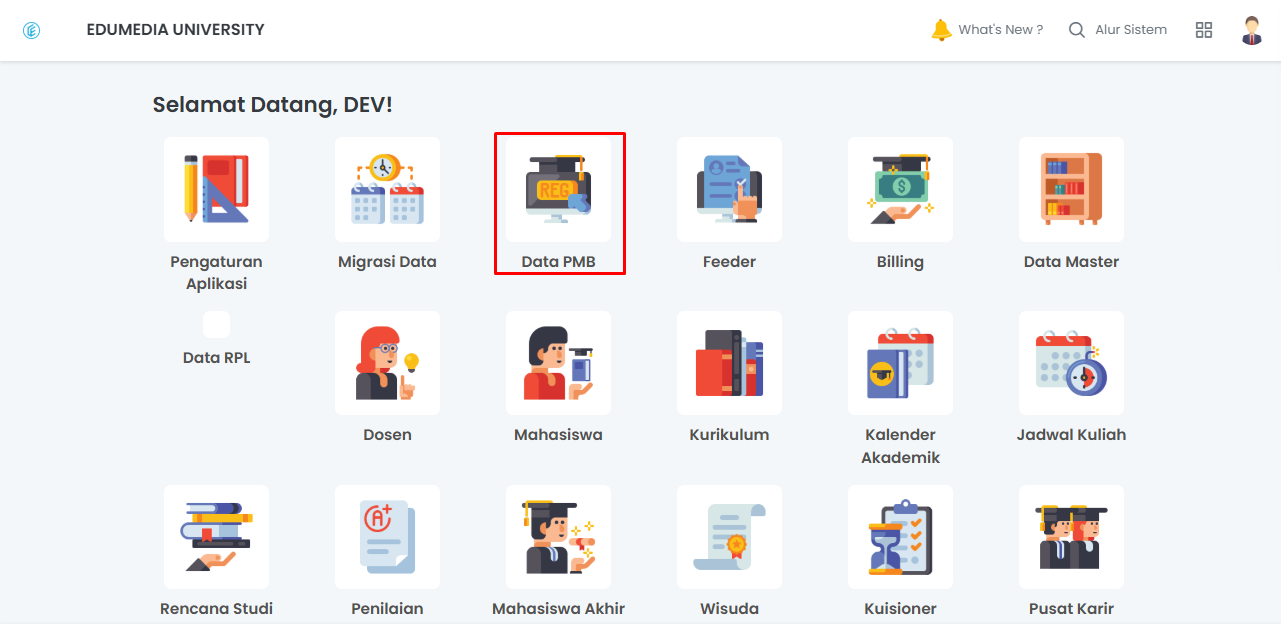 EDUMEDIA UNIVERSITY
What's New ?
Alur Sistem
Selamat Datang, DEV!
REG
Pengaturan
Aplikasi
Migrasi Data
Data PMB
Feeder
Billing
Data Master
Data RPL
Dosen
Mahasiswa
Kurikulum
Kalender
Akademik
Jadwal Kuliah
A+
Rencana Studi
Penilaian
Mahasiswa Akhir
Wisuda
Kuisioner
Pusat Karir